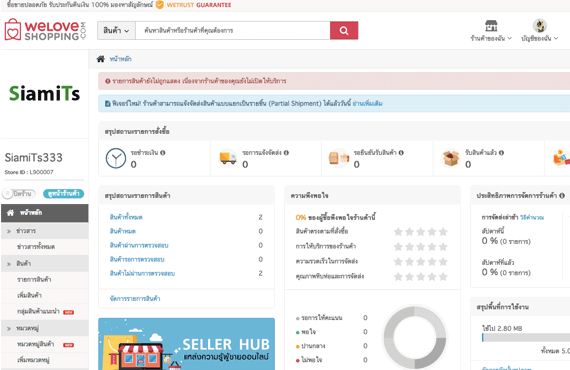 ซื้อขายปลอดภัย รับประกันคืนเงิน 100% มองหาสัญลักษณ์ WETRUST GUARANTEE
WELOVE
SHOPPING.COM
สินค้า
ค้นหาสินค้าหรือร้านค้าที่คุณต้องการ
ร้านค้าของฉัน
บัญชีของฉัน
หน้าหลัก
SiamiTs
รายการสินค้ายังไม่ถูกแสดง เนื่องจากร้านค้าของคุณยังไม่เปิดให้บริการ
ฟีเจอร์ใหม่! ร้านค้าสามารถแจ้งจัดส่งสินค้าแบบแยกเป็นรายชิ้น (Partial Shipment) ได้แล้ววันนี้ อ่านเพิ่มเติม
สรุปสถานะรายการสั่งซื้อ
รอชำระเงิน
0
รอการแจ้งจัดส่ง
0
รอยืนยันรับสินค้า
0
รับสินค้าแล้ว
0
SiamiTs333
Store ID : L900007
ปิดร้าน
ดูหน้าร้านค้า
หน้าหลัก
ข่าวสาร
ข่าวสารทั้งหมด
สินค้า
รายการสินค้า
เพิ่มสินค้า
กลุ่มสินค้าแนะนำ
หมวดหมู่
หมวดหมู่สินค้า
เพิ่มหมวดหมู่
สรุปสถานะรายการสินค้า
สินค้าทั้งหมด 2
สินค้าหมด 0
สินค้าผ่านการตรวจสอบ 0
สินค้ารอการตรวจสอบ 0
สินค้าไม่ผ่านการตรวจสอบ 2
จัดการรายการสินค้า
SELLER HUB
แหล่งความรู้ผู้ขายออนไลน์
ความพึงพอใจ
0% ของผู้ซื้อพึงพอใจร้านค้านี้
สินค้าตรงตามที่สั่งซื้อ
การให้บริการของร้านค้า
ความรวดเร็วในการจัดส่ง
คุณภาพหีบห่อและการจัดส่ง
รอการให้คะแนน 0
พอใจ 0
ปานกลาง 0
ไม่พอใจ 0
ประสิทธิภาพการจัดการร้านค้า
การจัดส่งล่าช้า วิธีคำนวณ
สัปดาห์นี้
0 % (0 รายการ)
สัปดาห์ที่แล้ว
0 % (0 รายการ)
สรุปพื้นที่การใช้งาน
ใช้ไป 2.80 MB
ทั้งหมด 5.0